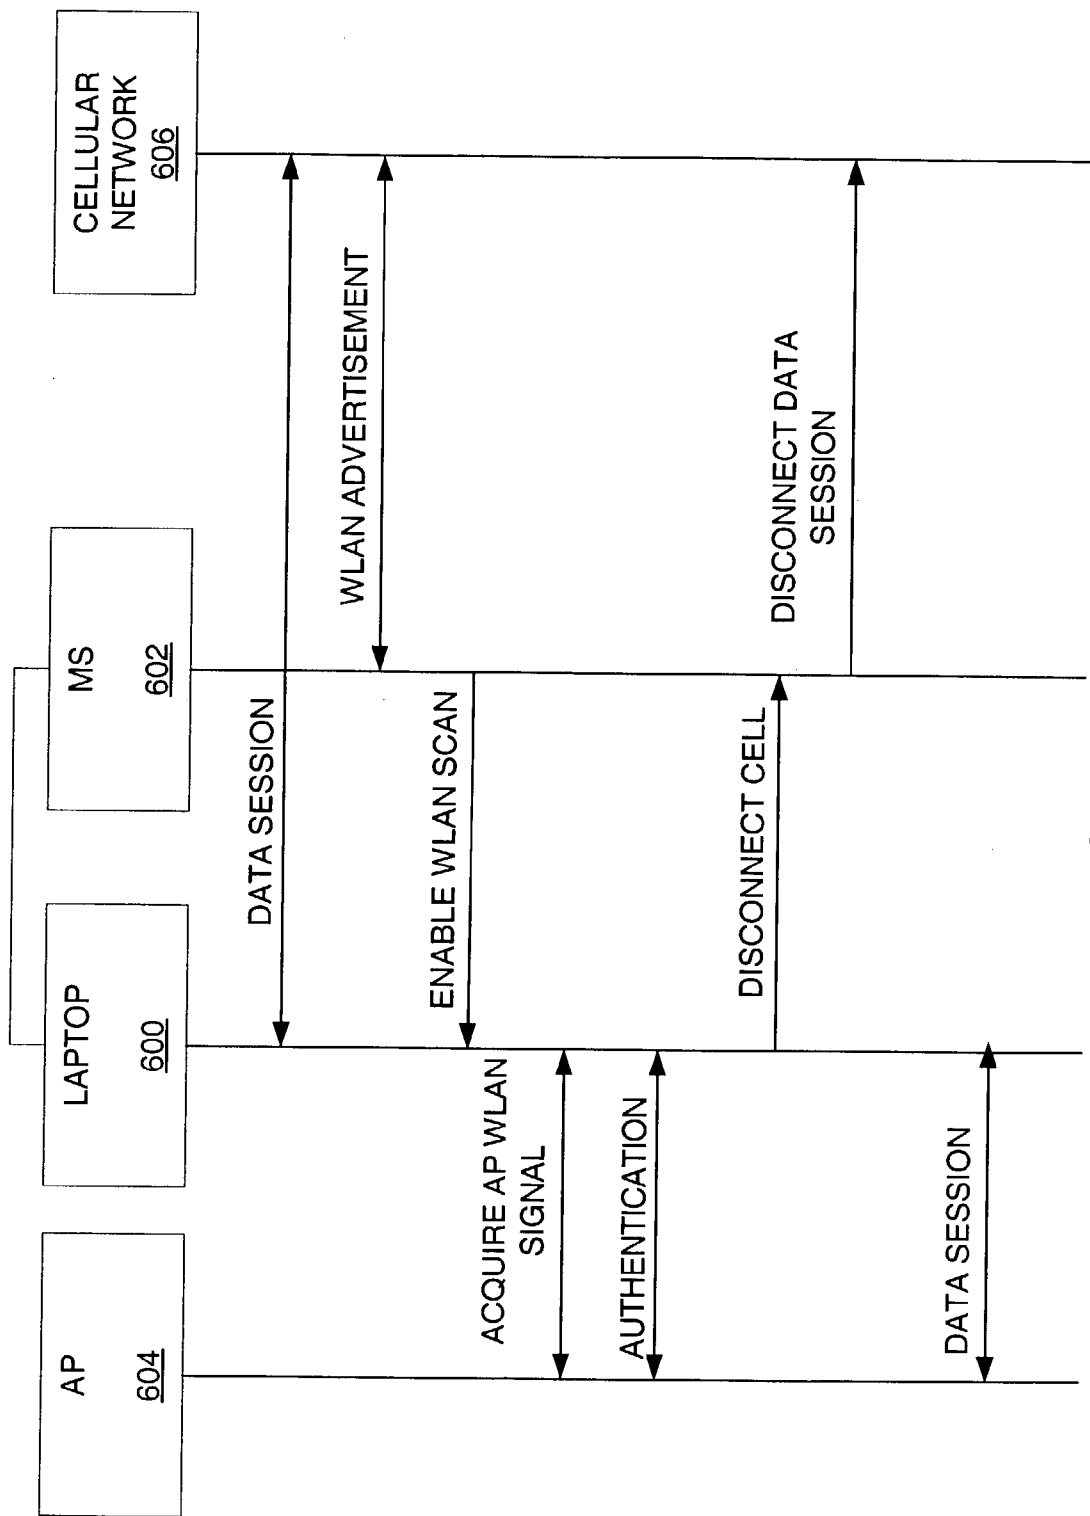 AP
604
LAPTOP
600
MS
602
CELLULAR
NETWORK
606
DATA SESSION
WLAN ADVERTISEMENT
ENABLE WLAN SCAN
ACQUIRE AP WLAN
SIGNAL
AUTHENTICATION
DISCONNECT CELL
DISCONNECT DATA
SESSION
DATA SESSION